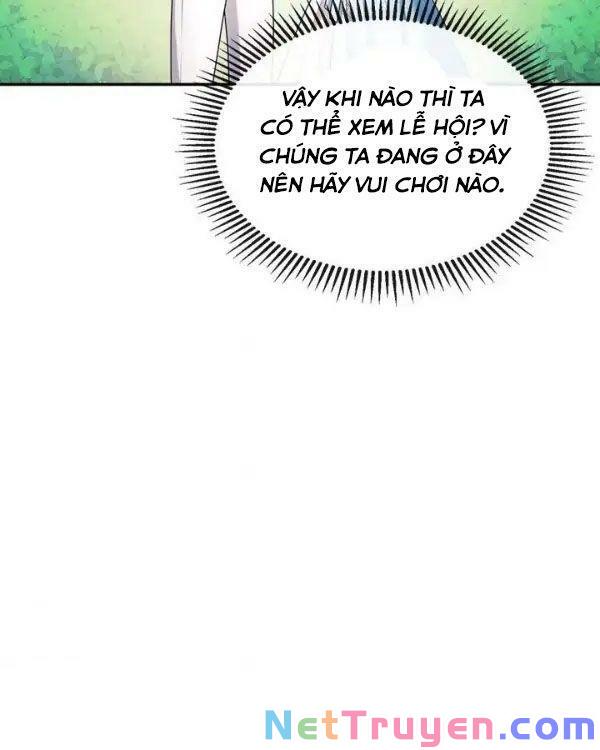 VẬY KHI NÀO THÌ TA
CÓ THỂ XEM LỄ HỘI? VÌ
CHÚNG TA ĐANG Ở ĐÂY
NÊN HÃY VUI CHƠI NÀO.
NetTruyen.com